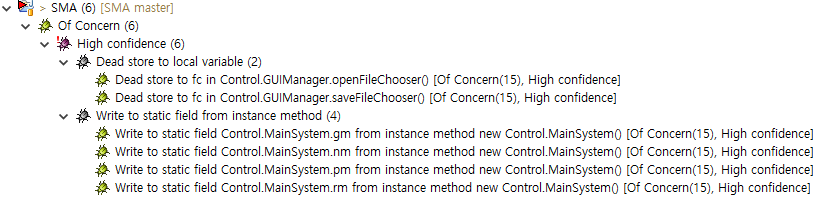 > SMA (6) [SMA master]
Of Concern (6)
High confidence (6)
Dead store to local variable (2)
Dead store to fc in Control.GUIManager.openFileChooser() [Of Concern(15), High confidence]
Dead store to fc in Control.GUIManager.saveFileChooser() [Of Concern(15), High confidence]
Write to static field from instance method (4)
Write to static field Control.MainSystem.gm from instance method new Control.MainSystem() [Of Concern(15), High confidence]
Write to static field Control.MainSystem.nm from instance method new Control.MainSystem() [Of Concern(15), High confidence]
Write to static field Control.MainSystem.pm from instance method new Control.MainSystem() [Of Concern(15), High confidence]
Write to static field Control.MainSystem.rm from instance method new Control.MainSystem() [Of Concern(15), High confidence]